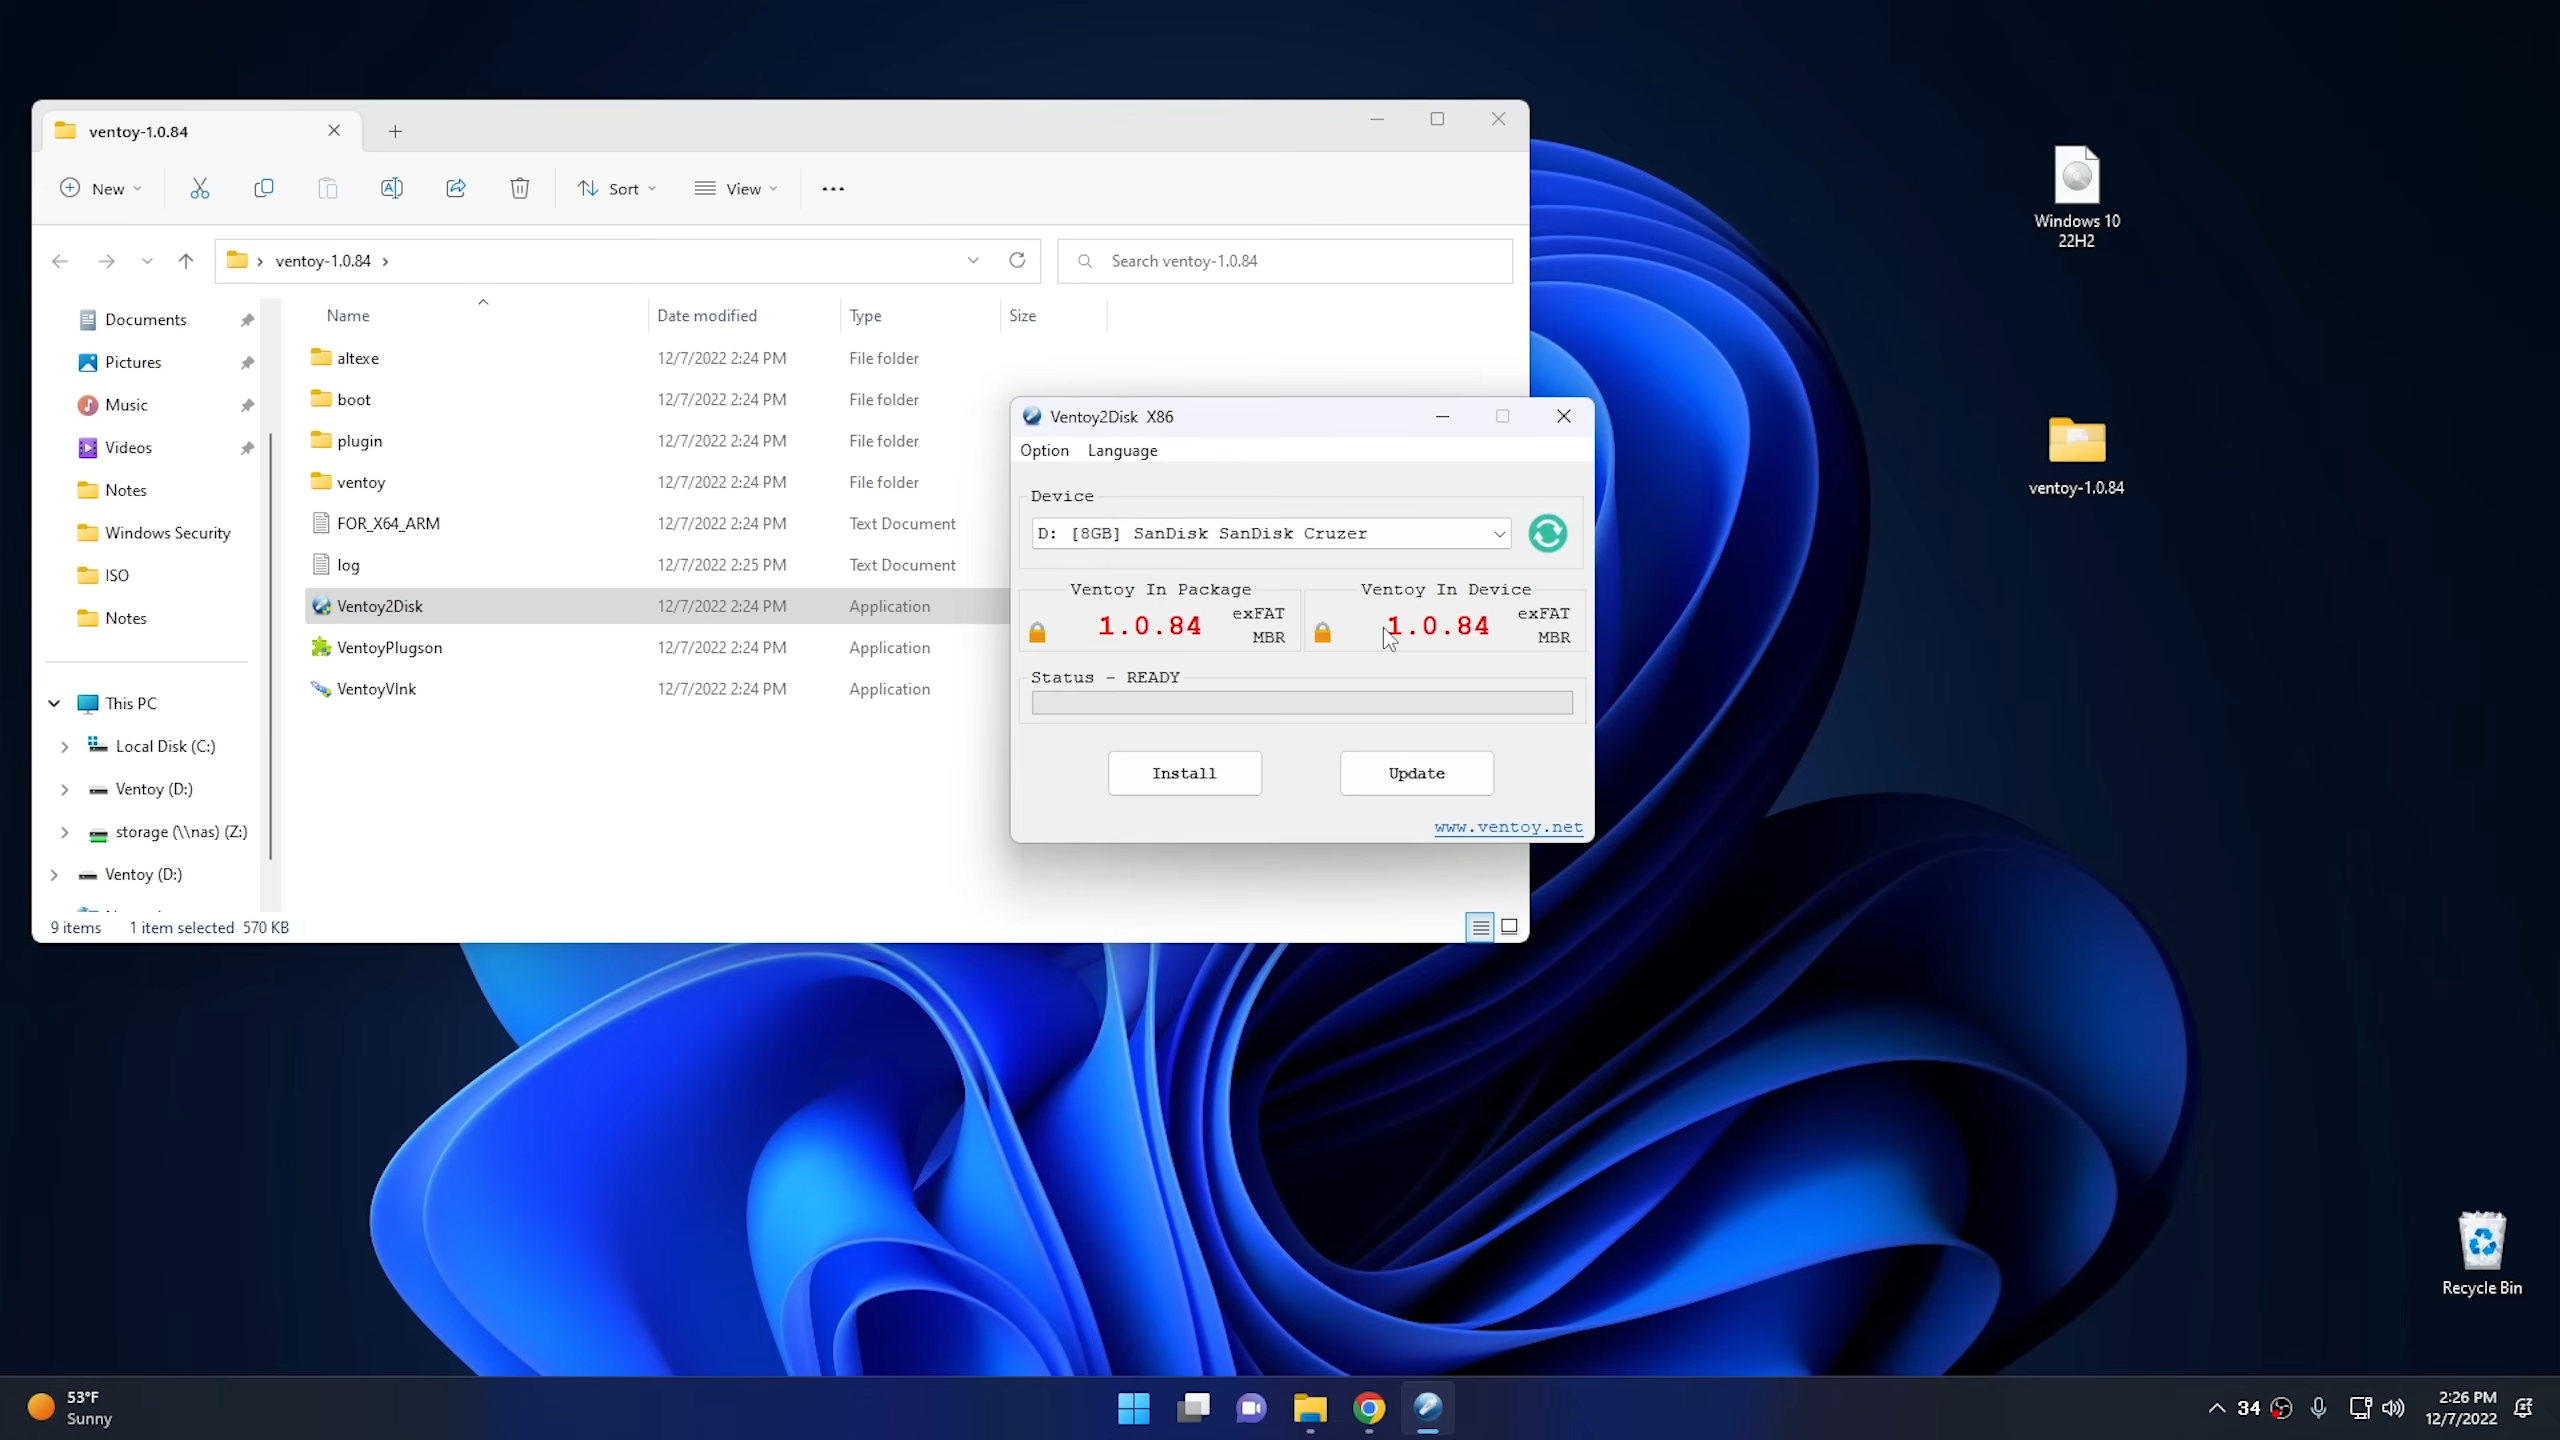 ventoy-1.0.84
New
Sort
View
ventoy-1.0.84
Search ventoy-1.0.84
Documents
Pictures
Music
Videos
Notes
Windows Security
ISO
Notes
This PC
Local Disk (C:)
Ventoy (D:)
storage (\\nas) (Z:)
Ventoy (D:)
Name Date modified Type Size
altexe 12/7/2022 2:24 PM File folder
boot 12/7/2022 2:24 PM File folder
plugin 12/7/2022 2:24 PM File folder
ventoy 12/7/2022 2:24 PM File folder
FOR_X64_ARM 12/7/2022 2:24 PM Text Document
log 12/7/2022 2:25 PM Text Document
Ventoy2Disk 12/7/2022 2:24 PM Application
VentoyPlugson 12/7/2022 2:24 PM Application
VentoyVlnk 12/7/2022 2:24 PM Application
9 items 1 item selected 570 KB
Ventoy2Disk X86
Option Language
Device
D: [8GB] SanDisk SanDisk Cruzer
Ventoy In Package
1.0.84
exFAT
MBR
Ventoy In Device
1.0.84
exFAT
MBR
Status - READY
Install
Update
www.ventoy.net
Windows 10
22H2
ventoy-1.0.84
Recycle Bin
53°F
Sunny
34
2:26 PM
12/7/2022